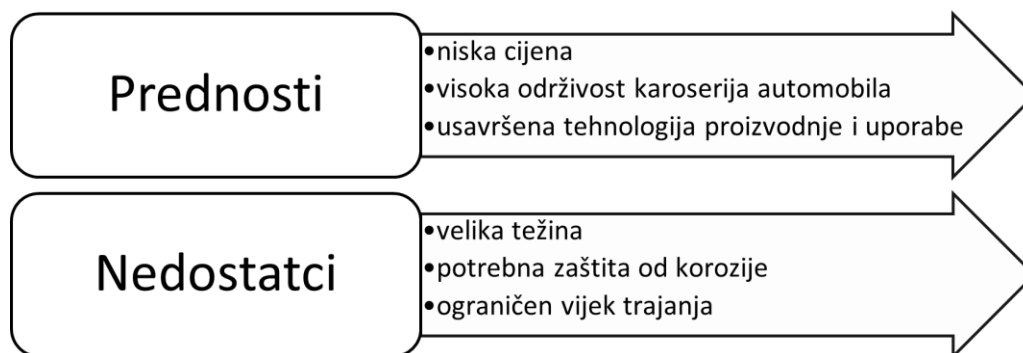 Prednosti
•niska cijena
•visoka održivost karoserija automobila
•usavršena tehnologija proizvodnje i uporabe
Nedostatci
•velika težina
•potrebna zaštita od korozije
•ograničen vijek trajanja